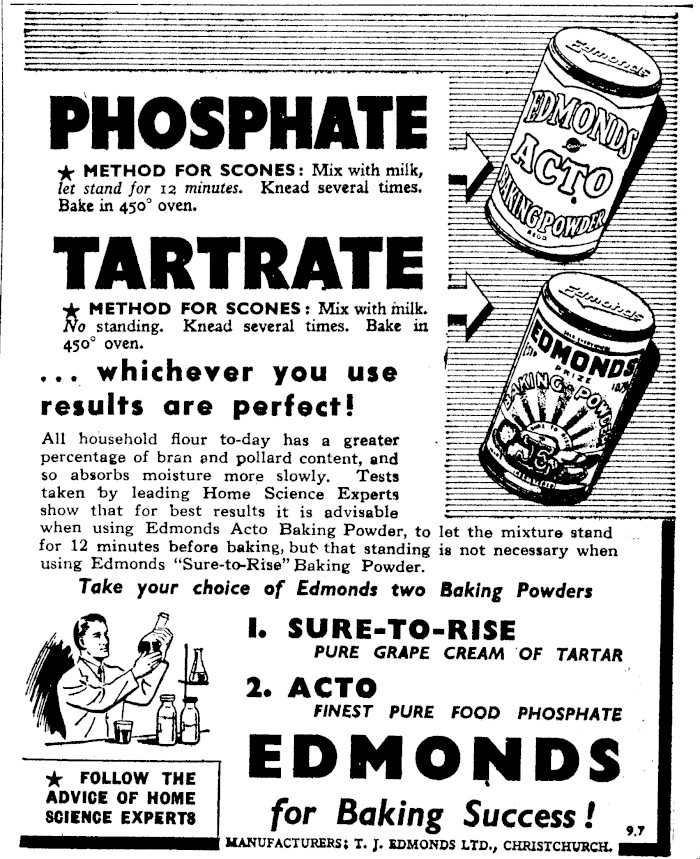 PHOSPHATE
★ METHOD FOR SCONES: Mix with milk,
let stand for 12 minutes. Knead several times.
Bake in 450° oven.
Edmonds
EDMONDS
ACTO
BAKING POWDER
REGD.
TARTRATE
★ METHOD FOR SCONES: Mix with milk.
No standing. Knead several times. Bake in
450° oven.
Edmonds
EDMONDS
PRIZE
BAKING POWDER
... whichever you use
results are perfect!
All household flour to-day has a greater
percentage of bran and pollard content, and
so absorbs moisture more slowly. Tests
taken by leading Home Science Experts
show that for best results it is advisable
when using Edmonds Acto Baking Powder, to let the mixture stand
for 12 minutes before baking, but that standing is not necessary when
using Edmonds "Sure-to-Rise" Baking Powder.
Take your choice of Edmonds two Baking Powders
1. SURE-TO-RISE
PURE GRAPE CREAM OF TARTAR
2. ACTO
FINEST PURE FOOD PHOSPHATE
EDMONDS
for Baking Success!
★ FOLLOW THE
ADVICE OF HOME
SCIENCE EXPERTS
9.7
MANUFACTURERS; T. J. EDMONDS LTD., CHRISTCHURCH.